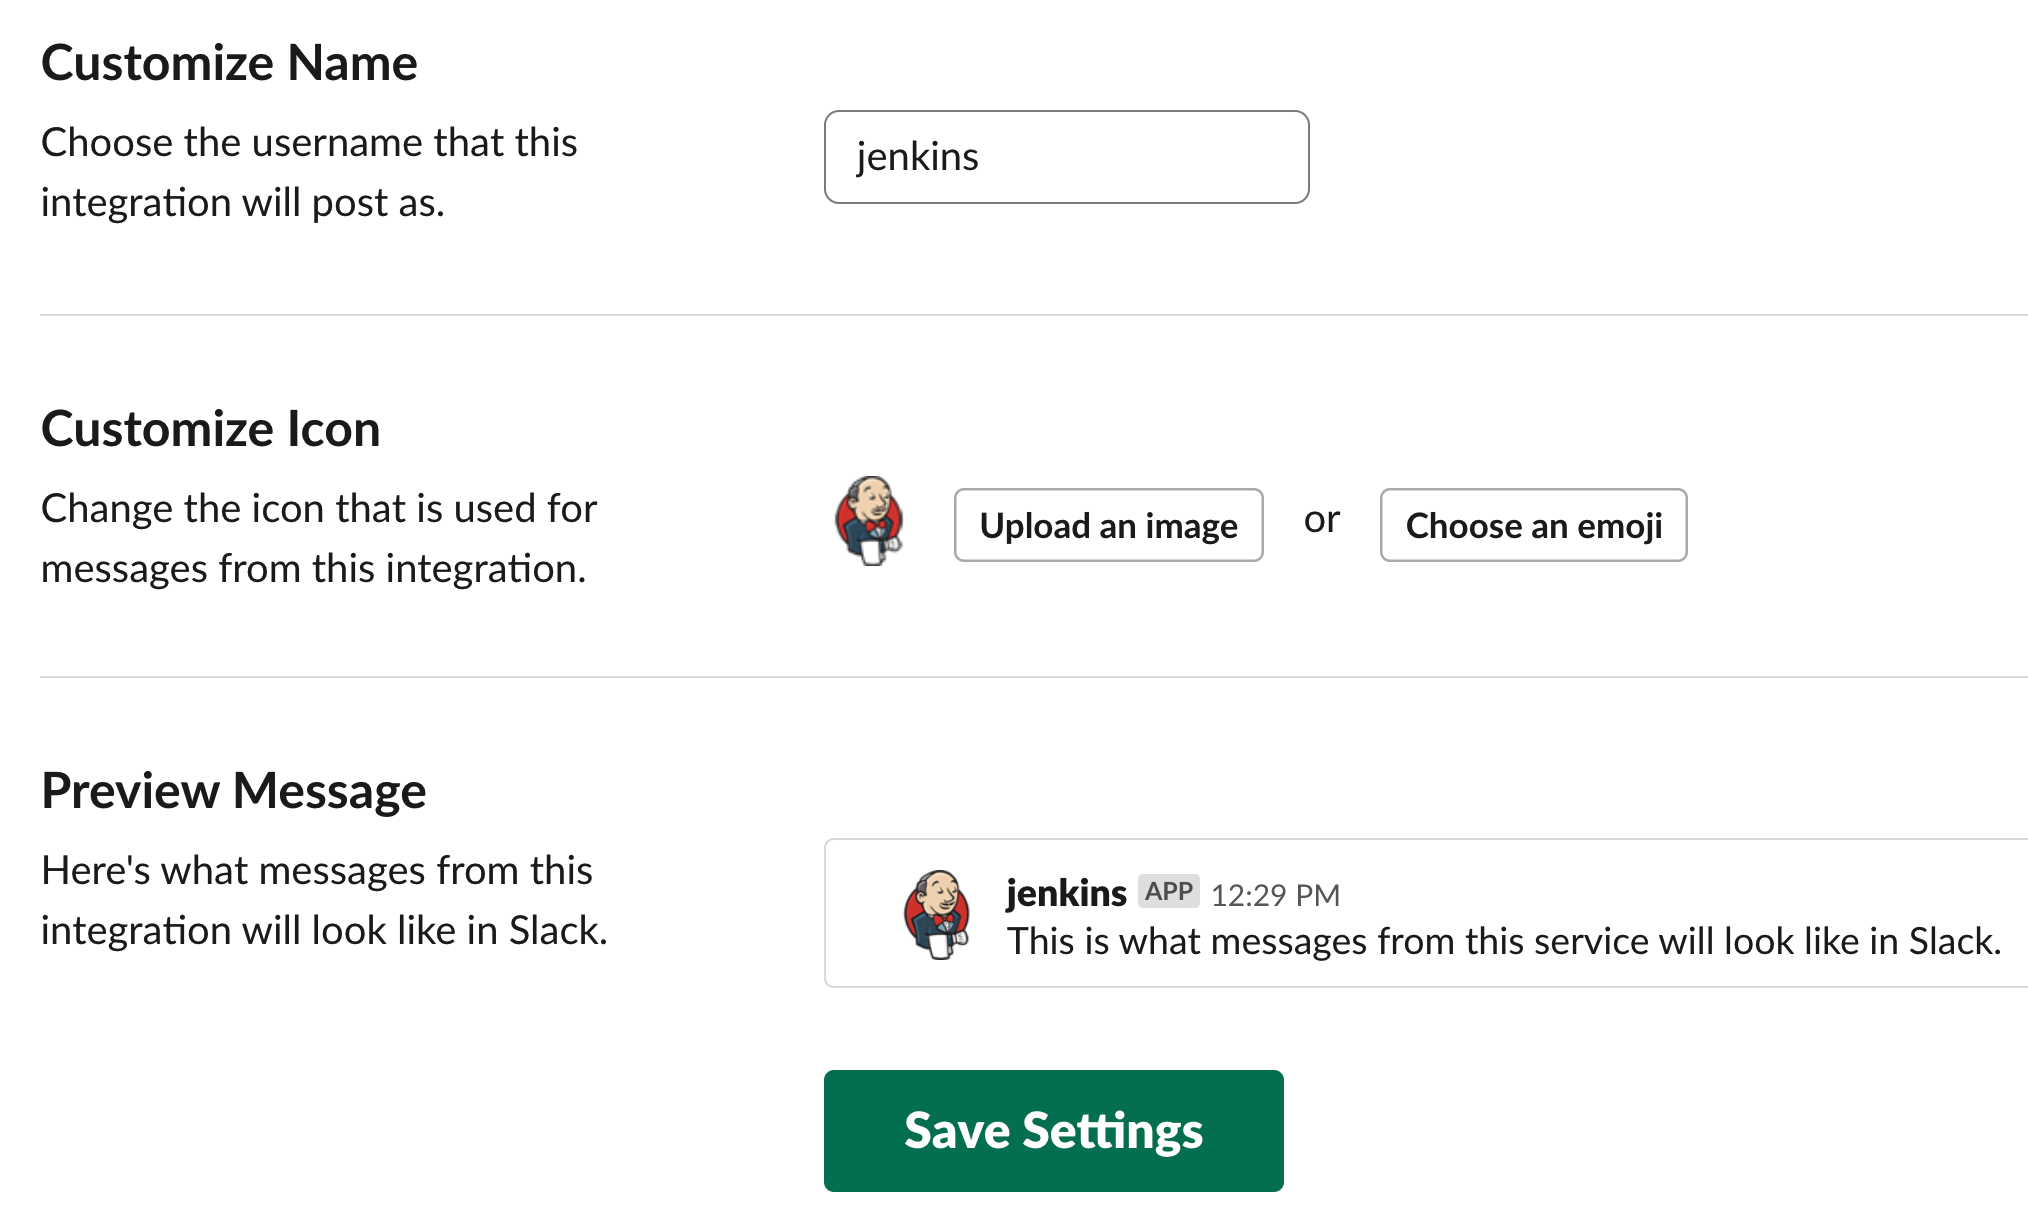 Customize Name
Choose the username that this
integration will post as.
jenkins
Customize Icon
Change the icon that is used for
messages from this integration.
Upload an image or Choose an emoji
Preview Message
Here's what messages from this
integration will look like in Slack.
jenkins APP 12:29 PM
This is what messages from this service will look like in Slack.
Save Settings